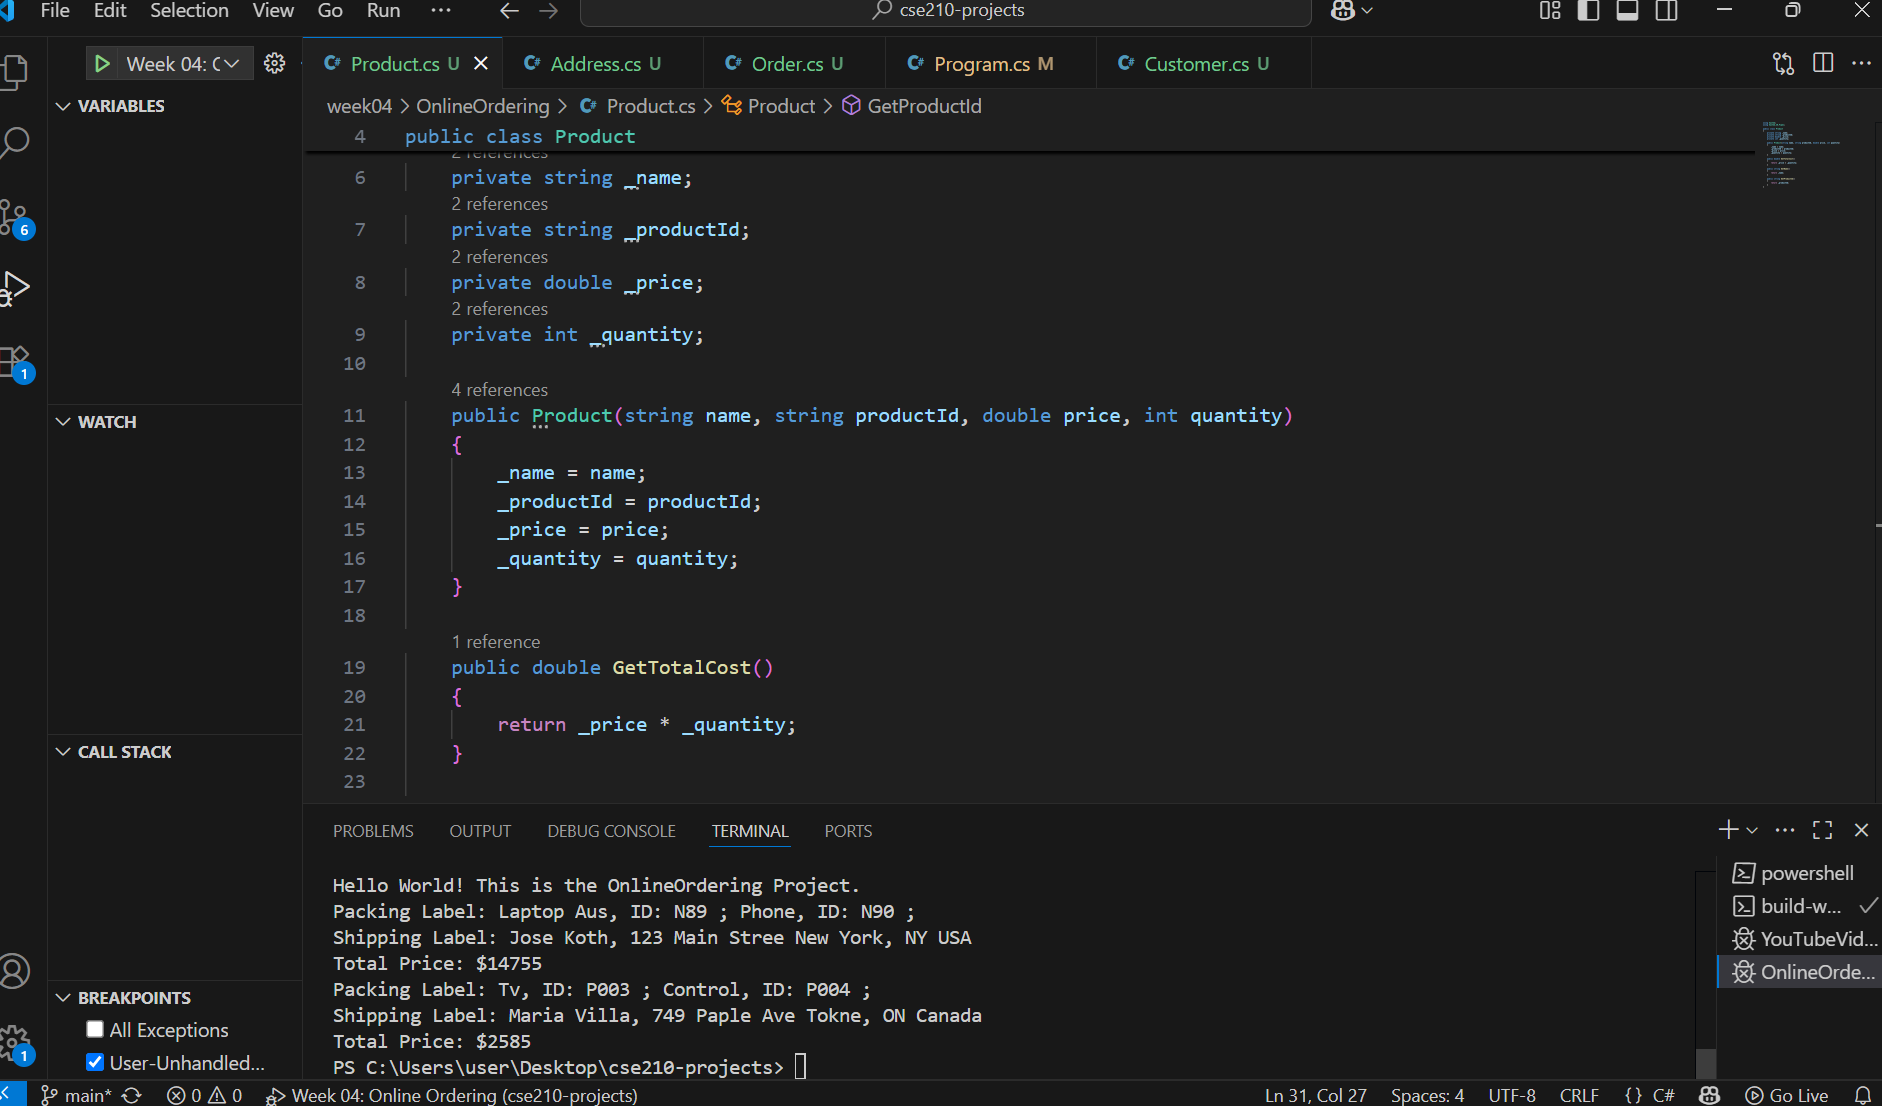 File Edit Selection View Go Run ··· cse210-projects
Week 04: C
Product.cs U Address.cs U Order.cs U Program.cs M Customer.cs U
VARIABLES
week04 > OnlineOrdering > Product.cs > Product > GetProductId
4 public class Product
2 references
6 private string _name;
2 references
7 private string _productId;
2 references
8 private double _price;
2 references
9 private int _quantity;
10
4 references
11 public Product(string name, string productId, double price, int quantity)
12 {
13 _name = name;
14 _productId = productId;
15 _price = price;
16 _quantity = quantity;
17 }
18
1 reference
19 public double GetTotalCost()
20 {
21 return _price * _quantity;
22 }
23
6
1
1
WATCH
CALL STACK
BREAKPOINTS
All Exceptions
User-Unhandled...
PROBLEMS OUTPUT DEBUG CONSOLE TERMINAL PORTS
Hello World! This is the OnlineOrdering Project.
Packing Label: Laptop Aus, ID: N89 ; Phone, ID: N90 ;
Shipping Label: Jose Koth, 123 Main Stree New York, NY USA
Total Price: $14755
Packing Label: Tv, ID: P003 ; Control, ID: P004 ;
Shipping Label: Maria Villa, 749 Paple Ave Tokne, ON Canada
Total Price: $2585
PS C:\Users\user\Desktop\cse210-projects>
powershell
build-w...
YouTubeVid...
OnlineOrde...
main* 0 0 Week 04: Online Ordering (cse210-projects) Ln 31, Col 27 Spaces: 4 UTF-8 CRLF {} C# Go Live